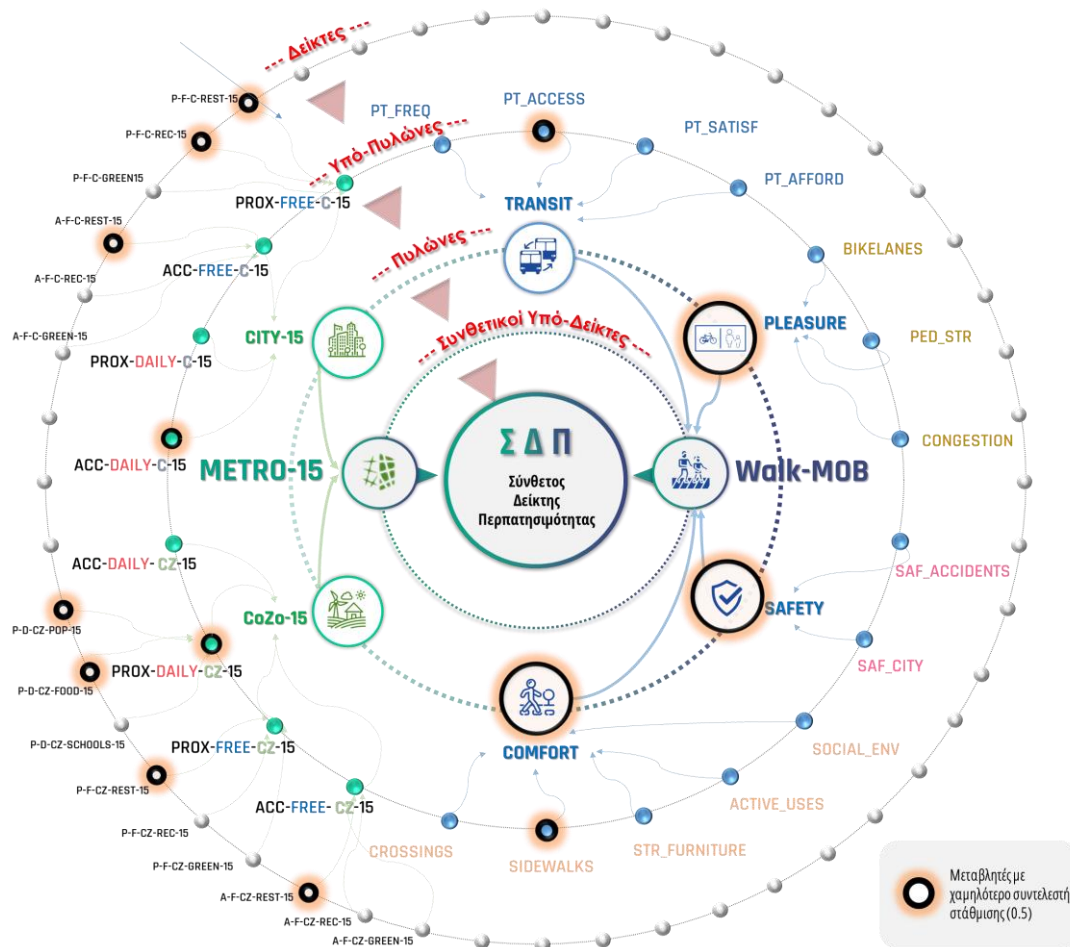 --- Δείκτες ---
P-F-C-REST-15
PT_FREQ
PT_ACCESS
PT_SATISF
P-F-C-REC-15
--- Υπό-Πυλώνες ---
P-F-C-GREEN15
PT_AFFORD
PROX-FREE-C-15
TRANSIT
A-F-C-REST-15
--- Πυλώνες ---
BIKELANES
ACC-FREE-C-15
A-F-C-REC-15
--- Συνθετικοί Υπό-Δείκτες ---
PLEASURE
A-F-C-GREEN-15
CITY-15
PED_STR
PROX-DAILY-C-15
ΣΔΠ
CONGESTION
ACC-DAILY-C-15
METRO-15
Σύνθετος
Δείκτης
Περπατησιμότητας
Walk-MOB
ACC-DAILY-CZ-15
SAF_ACCIDENTS
CoZo-15
SAFETY
P-D-CZ-POP-15
PROX-DAILY-CZ-15
SAF_CITY
P-D-CZ-FOOD-15
P-D-CZ-SCHOOLS-15
PROX-FREE-CZ-15
COMFORT
SOCIAL_ENV
P-F-CZ-REST-15
ACC-FREE-CZ-15
ACTIVE_USES
P-F-CZ-REC-15
CROSSINGS
SIDEWALKS
STR_FURNITURE
P-F-CZ-GREEN-15
A-F-CZ-REST-15
A-F-CZ-REC-15
A-F-CZ-GREEN-15
Μεταβλητές με
χαμηλότερο συντελεστή
στάθμισης (0.5)